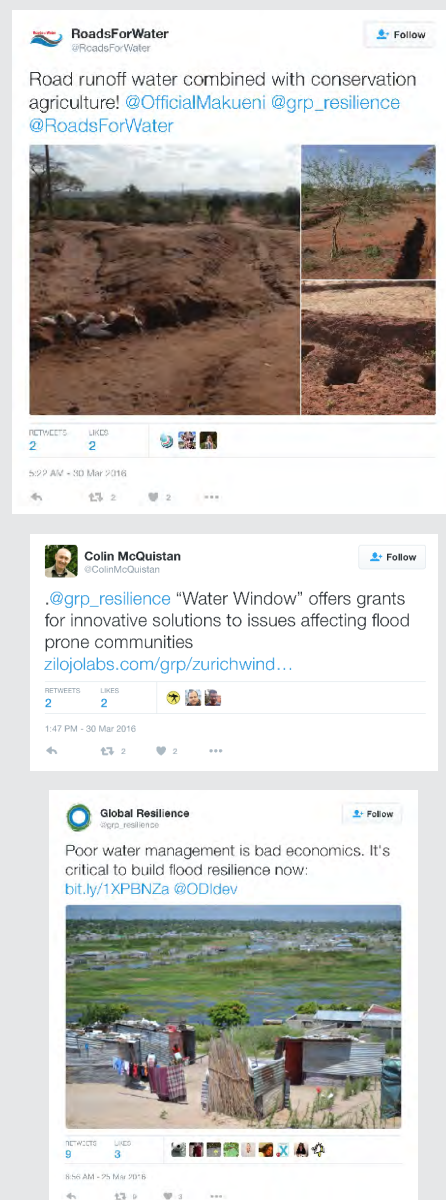 RoadsForWater
@RoadsForWater
Follow
Road runoff water combined with conservation
agriculture! @OfficialMakueni @grp_resilience
@RoadsForWater
RETWEETS
2
LIKES
2
5:22 AM - 30 Mar 2016
2
2
Colin McQuistan
@ColinMcQuistan
Follow
.@grp_resilience “Water Window” offers grants
for innovative solutions to issues affecting flood
prone communities
zilojolabs.com/grp/zurichwind…
RETWEETS
2
LIKES
2
1:47 PM - 30 Mar 2016
2
2
Global Resilience
@grp_resilience
Follow
Poor water management is bad economics. It's
critical to build flood resilience now:
bit.ly/1XPBNZa @ODIdev
RETWEETS
9
LIKES
3
8:56 AM - 25 Mar 2016
9
3